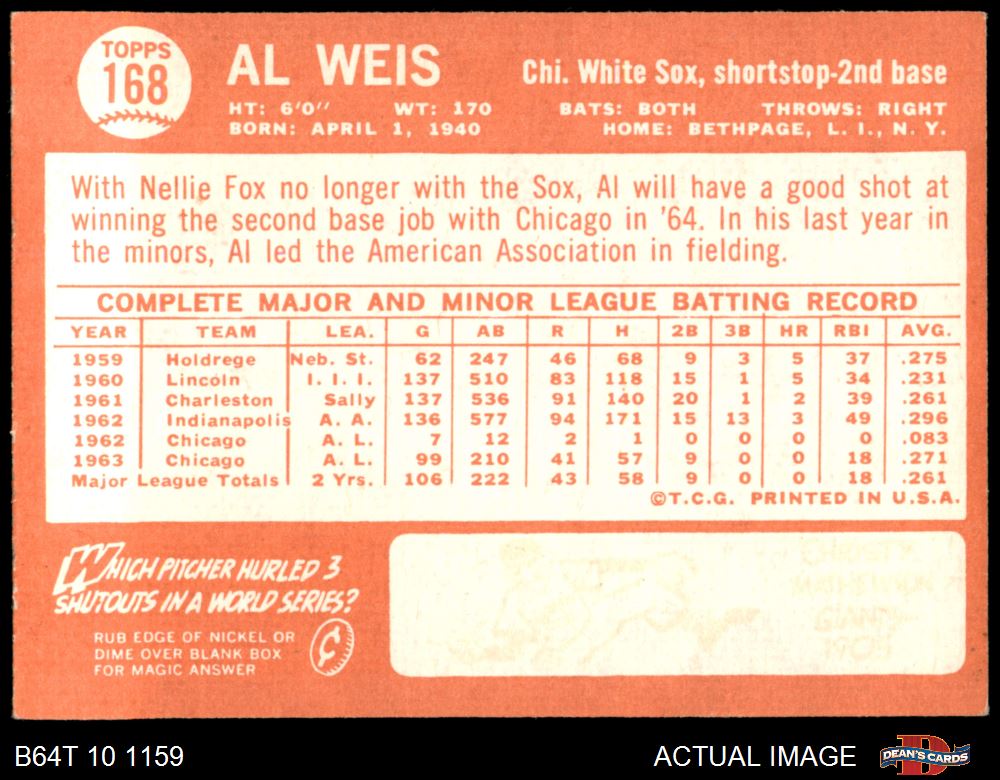 TOPPS
168
AL WEIS
Chi. White Sox, shortstop-2nd base
HT: 6'0" WT: 170 BATS: BOTH THROWS: RIGHT
BORN: APRIL 1, 1940 HOME: BETHPAGE, L. I., N. Y.
With Nellie Fox no longer with the Sox, Al will have a good shot at
winning the second base job with Chicago in '64. In his last year in
the minors, Al led the American Association in fielding.
COMPLETE MAJOR AND MINOR LEAGUE BATTING RECORD
YEAR TEAM LEA. G AB R H 2B 3B HR RBI AVG.
1959 Holdrege Neb. St. 62 247 46 68 9 3 5 37 .275
1960 Lincoln I. I. I. 137 510 83 118 15 1 5 34 .231
1961 Charleston Sally 137 536 91 140 20 1 2 39 .261
1962 Indianapolis A. A. 136 577 94 171 15 13 3 49 .296
1962 Chicago A. L. 7 12 2 1 0 0 0 0 .083
1963 Chicago A. L. 99 210 41 57 9 0 0 18 .271
Major League Totals 2 Yrs. 106 222 43 58 9 0 0 18 .261
©T.C.G. PRINTED IN U.S.A.
WHICH PITCHER HURLED 3
SHUTOUTS IN A WORLD SERIES?
RUB EDGE OF NICKEL OR
DIME OVER BLANK BOX
FOR MAGIC ANSWER
¢
B64T 10 1159
ACTUAL IMAGE
D
DEAN'S CARDS